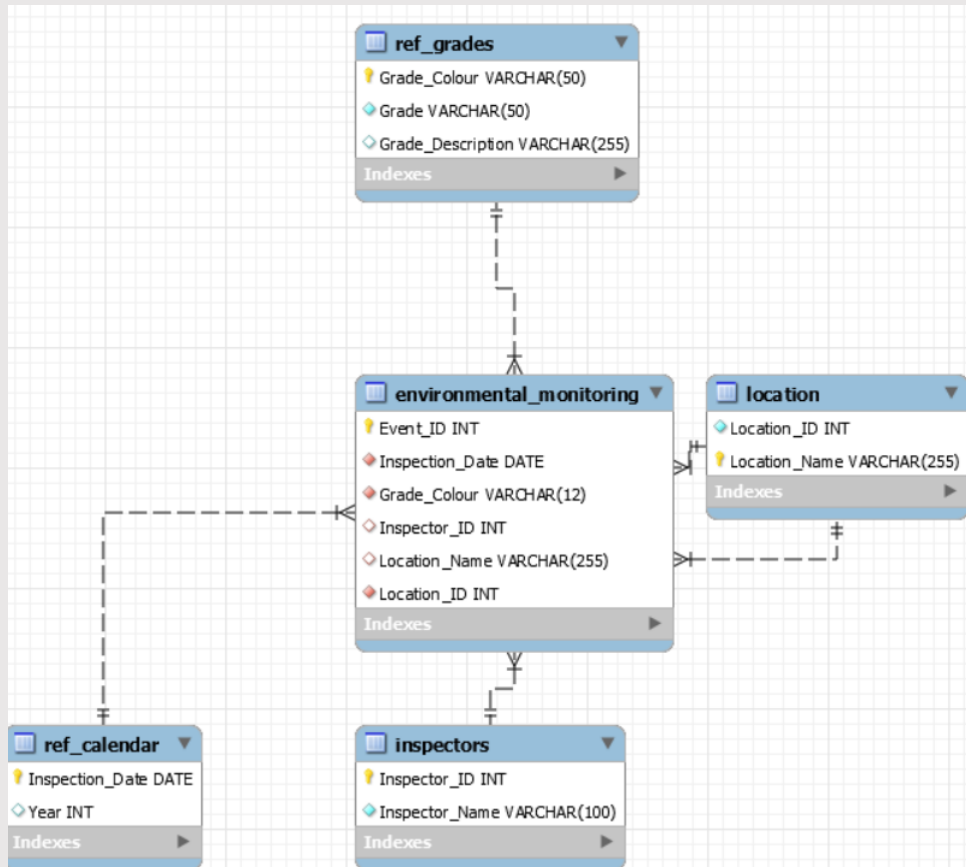 ref_grades
Grade_Colour VARCHAR(50)
Grade VARCHAR(50)
Grade_Description VARCHAR(255)
Indexes
environmental_monitoring
Event_ID INT
Inspection_Date DATE
Grade_Colour VARCHAR(12)
Inspector_ID INT
Location_Name VARCHAR(255)
Location_ID INT
Indexes
location
Location_ID INT
Location_Name VARCHAR(255)
Indexes
ref_calendar
Inspection_Date DATE
Year INT
Indexes
inspectors
Inspector_ID INT
Inspector_Name VARCHAR(100)
Indexes